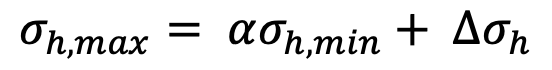 σ_{h,max} = ασ_{h,min} + Δσ_h